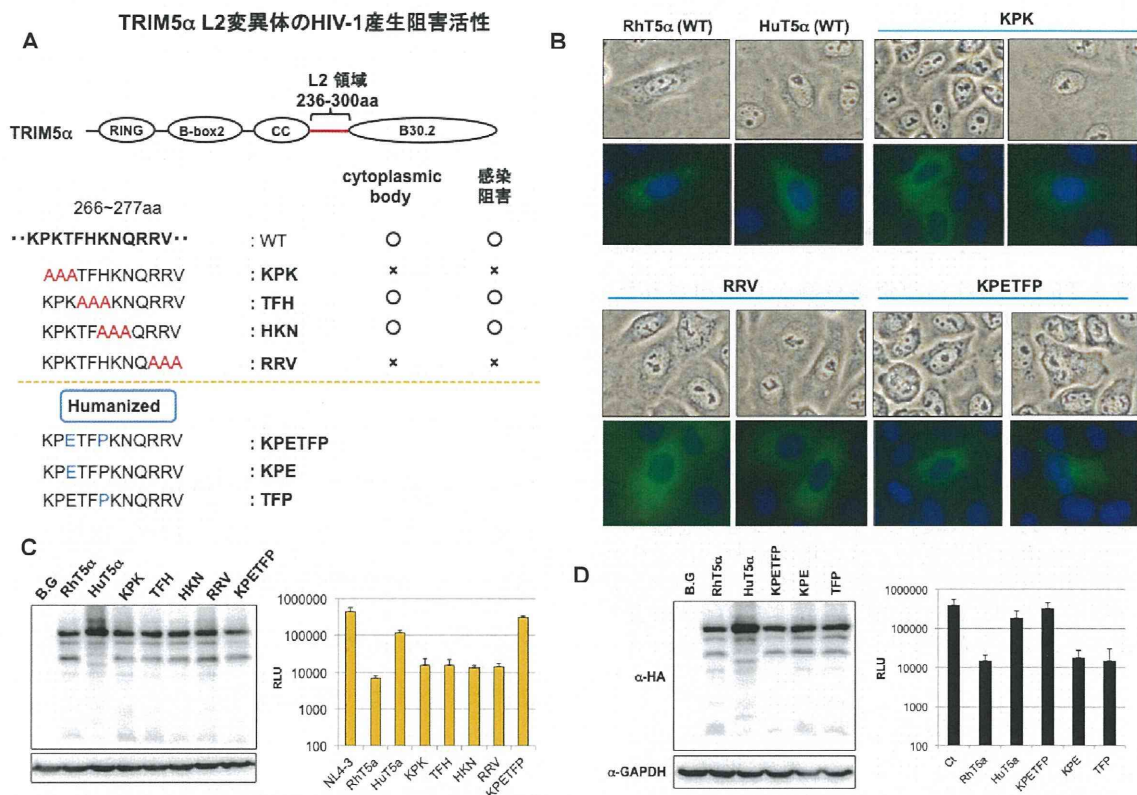 TRIM5α L2変異体のHIV-1産生阻害活性
A
L2 領域
236-300aa
TRIM5α
RING
B-box2
CC
B30.2
cytoplasmic
body
感染
阻害
266~277aa
··KPKTFHKNQRRV··
: WT
○
○
AAATFHKNQRRV
: KPK
×
×
KPKAAAKNQRRV
: TFH
○
○
KPKTFAAAQRRV
: HKN
○
○
KPKTFHKNQAAA
: RRV
×
×
Humanized
KPETFPKNQRRV
: KPETFP
KPETFPKNQRRV
: KPE
KPETFPKNQRRV
: TFP
B
RhT5α (WT)
HuT5α (WT)
KPK
RRV
KPETFP
C
B.G
RhT5α
HuT5α
KPK
TFH
HKN
RRV
KPETFP
RLU
1000000
100000
10000
1000
100
NL4-3
RhT5a
HuT5a
KPK
TFH
HKN
RRV
KPETFP
D
B.G
RhT5α
HuT5α
KPETFP
KPE
TFP
α-HA
α-GAPDH
RLU
1000000
100000
10000
1000
100
Ct
RhT5a
HuT5a
KPETFP
KPE
TFP